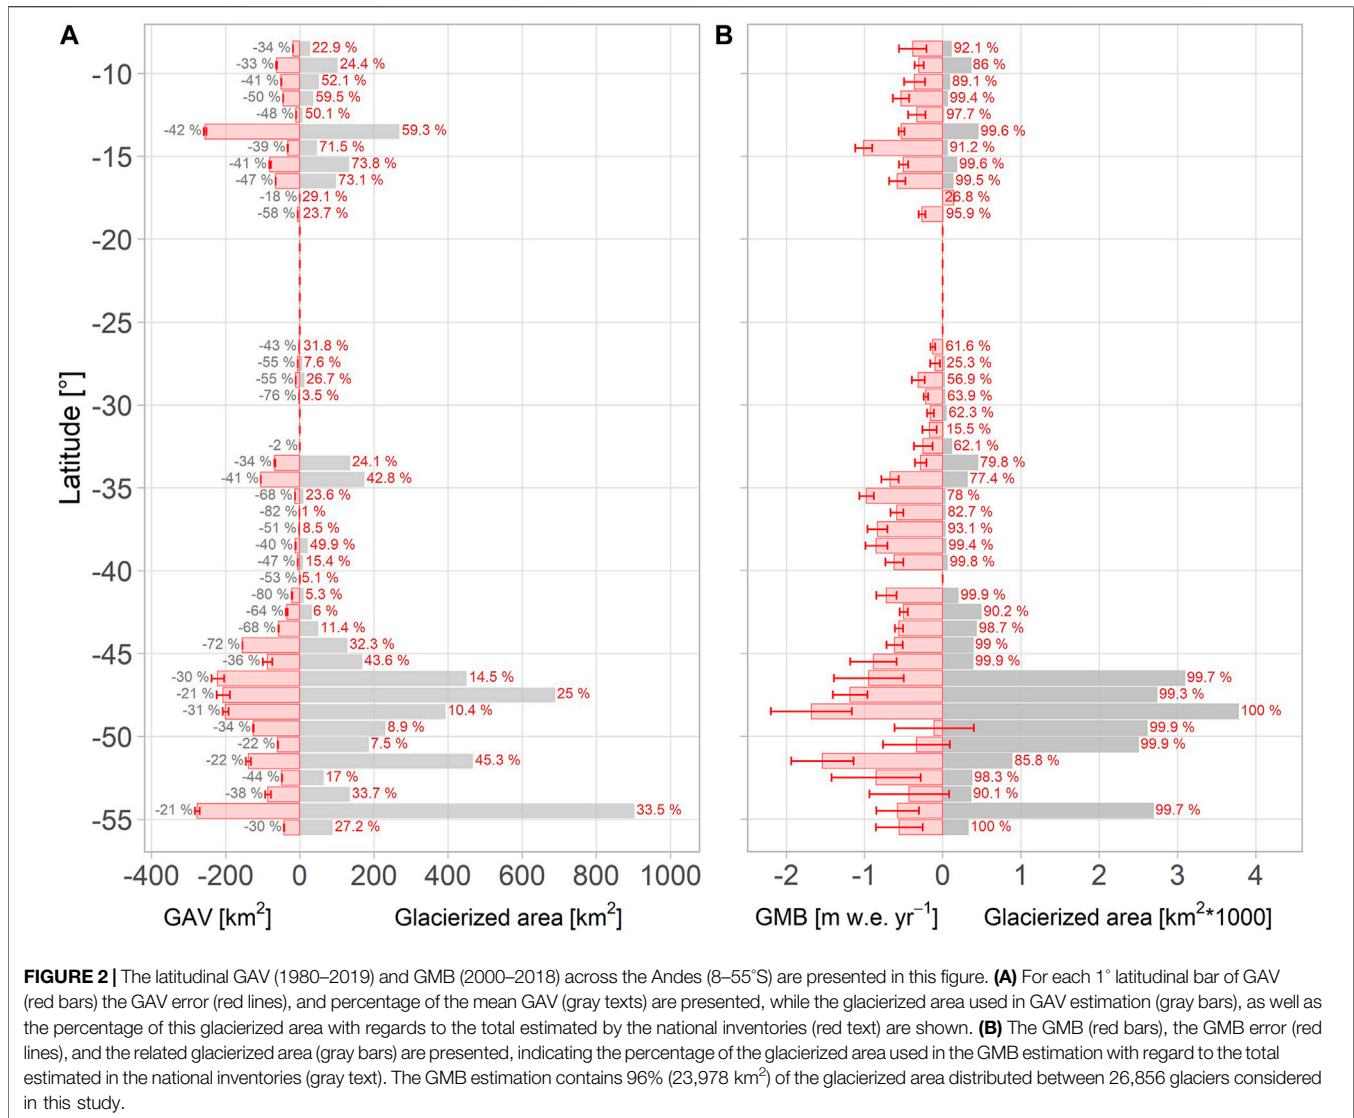 A
B
-34 % 22.9 % 92.1 %
-33 % 24.4 % 86 %
-10 -41 % 52.1 % -10 89.1 %
-50 % 59.5 % 99.4 %
-48 % 50.1 % 97.7 %
-42 % 59.3 % 99.6 %
-39 % 71.5 % 91.2 %
-15 -41 % 73.8 % -15 99.6 %
-47 % 73.1 % 99.5 %
-18 % 29.1 % 26.8 %
-58 % 23.7 % 95.9 %
-20 -20
-25 -25
-43 % 31.8 % 61.6 %
-55 % 7.6 % 25.3 %
-55 % 26.7 % 56.9 %
-76 % 3.5 % 63.9 %
-30 -30 62.3 %
15.5 %
-2 % 62.1 %
-34 % 24.1 % 79.8 %
-41 % 42.8 % 77.4 %
-35 -68 % 23.6 % -35 78 %
-82 % 1 % 82.7 %
-51 % 8.5 % 93.1 %
-40 % 49.9 % 99.4 %
-47 % 15.4 % 99.8 %
-40 -53 % 5.1 % -40
-80 % 5.3 % 99.9 %
-64 % 6 % 90.2 %
-68 % 11.4 % 98.7 %
-72 % 32.3 % 99 %
-45 -36 % 43.6 % -45 99.9 %
-30 % 14.5 % 99.7 %
-21 % 25 % 99.3 %
-31 % 10.4 % 100 %
-34 % 8.9 % 99.9 %
-50 -22 % 7.5 % -50 99.9 %
-22 % 45.3 % 85.8 %
-44 % 17 % 98.3 %
-38 % 33.7 % 90.1 %
-21 % 33.5 % 99.7 %
-55 -30 % 27.2 % -55 100 %
Latitude [°]
-400 -200 0 200 400 600 800 1000 -2 -1 0 1 2 3 4
GAV [km²] Glacierized area [km²] GMB [m w.e. yr⁻¹] Glacierized area [km²*1000]
FIGURE 2 | The latitudinal GAV (1980–2019) and GMB (2000–2018) across the Andes (8–55°S) are presented in this figure. (A) For each 1° latitudinal bar of GAV
(red bars) the GAV error (red lines), and percentage of the mean GAV (gray texts) are presented, while the glacierized area used in GAV estimation (gray bars), as well as
the percentage of this glacierized area with regards to the total estimated by the national inventories (red text) are shown. (B) The GMB (red bars), the GMB error (red
lines), and the related glacierized area (gray bars) are presented, indicating the percentage of the glacierized area used in the GMB estimation with regard to the total
estimated in the national inventories (gray text). The GMB estimation contains 96% (23,978 km²) of the glacierized area distributed between 26,856 glaciers considered
in this study.